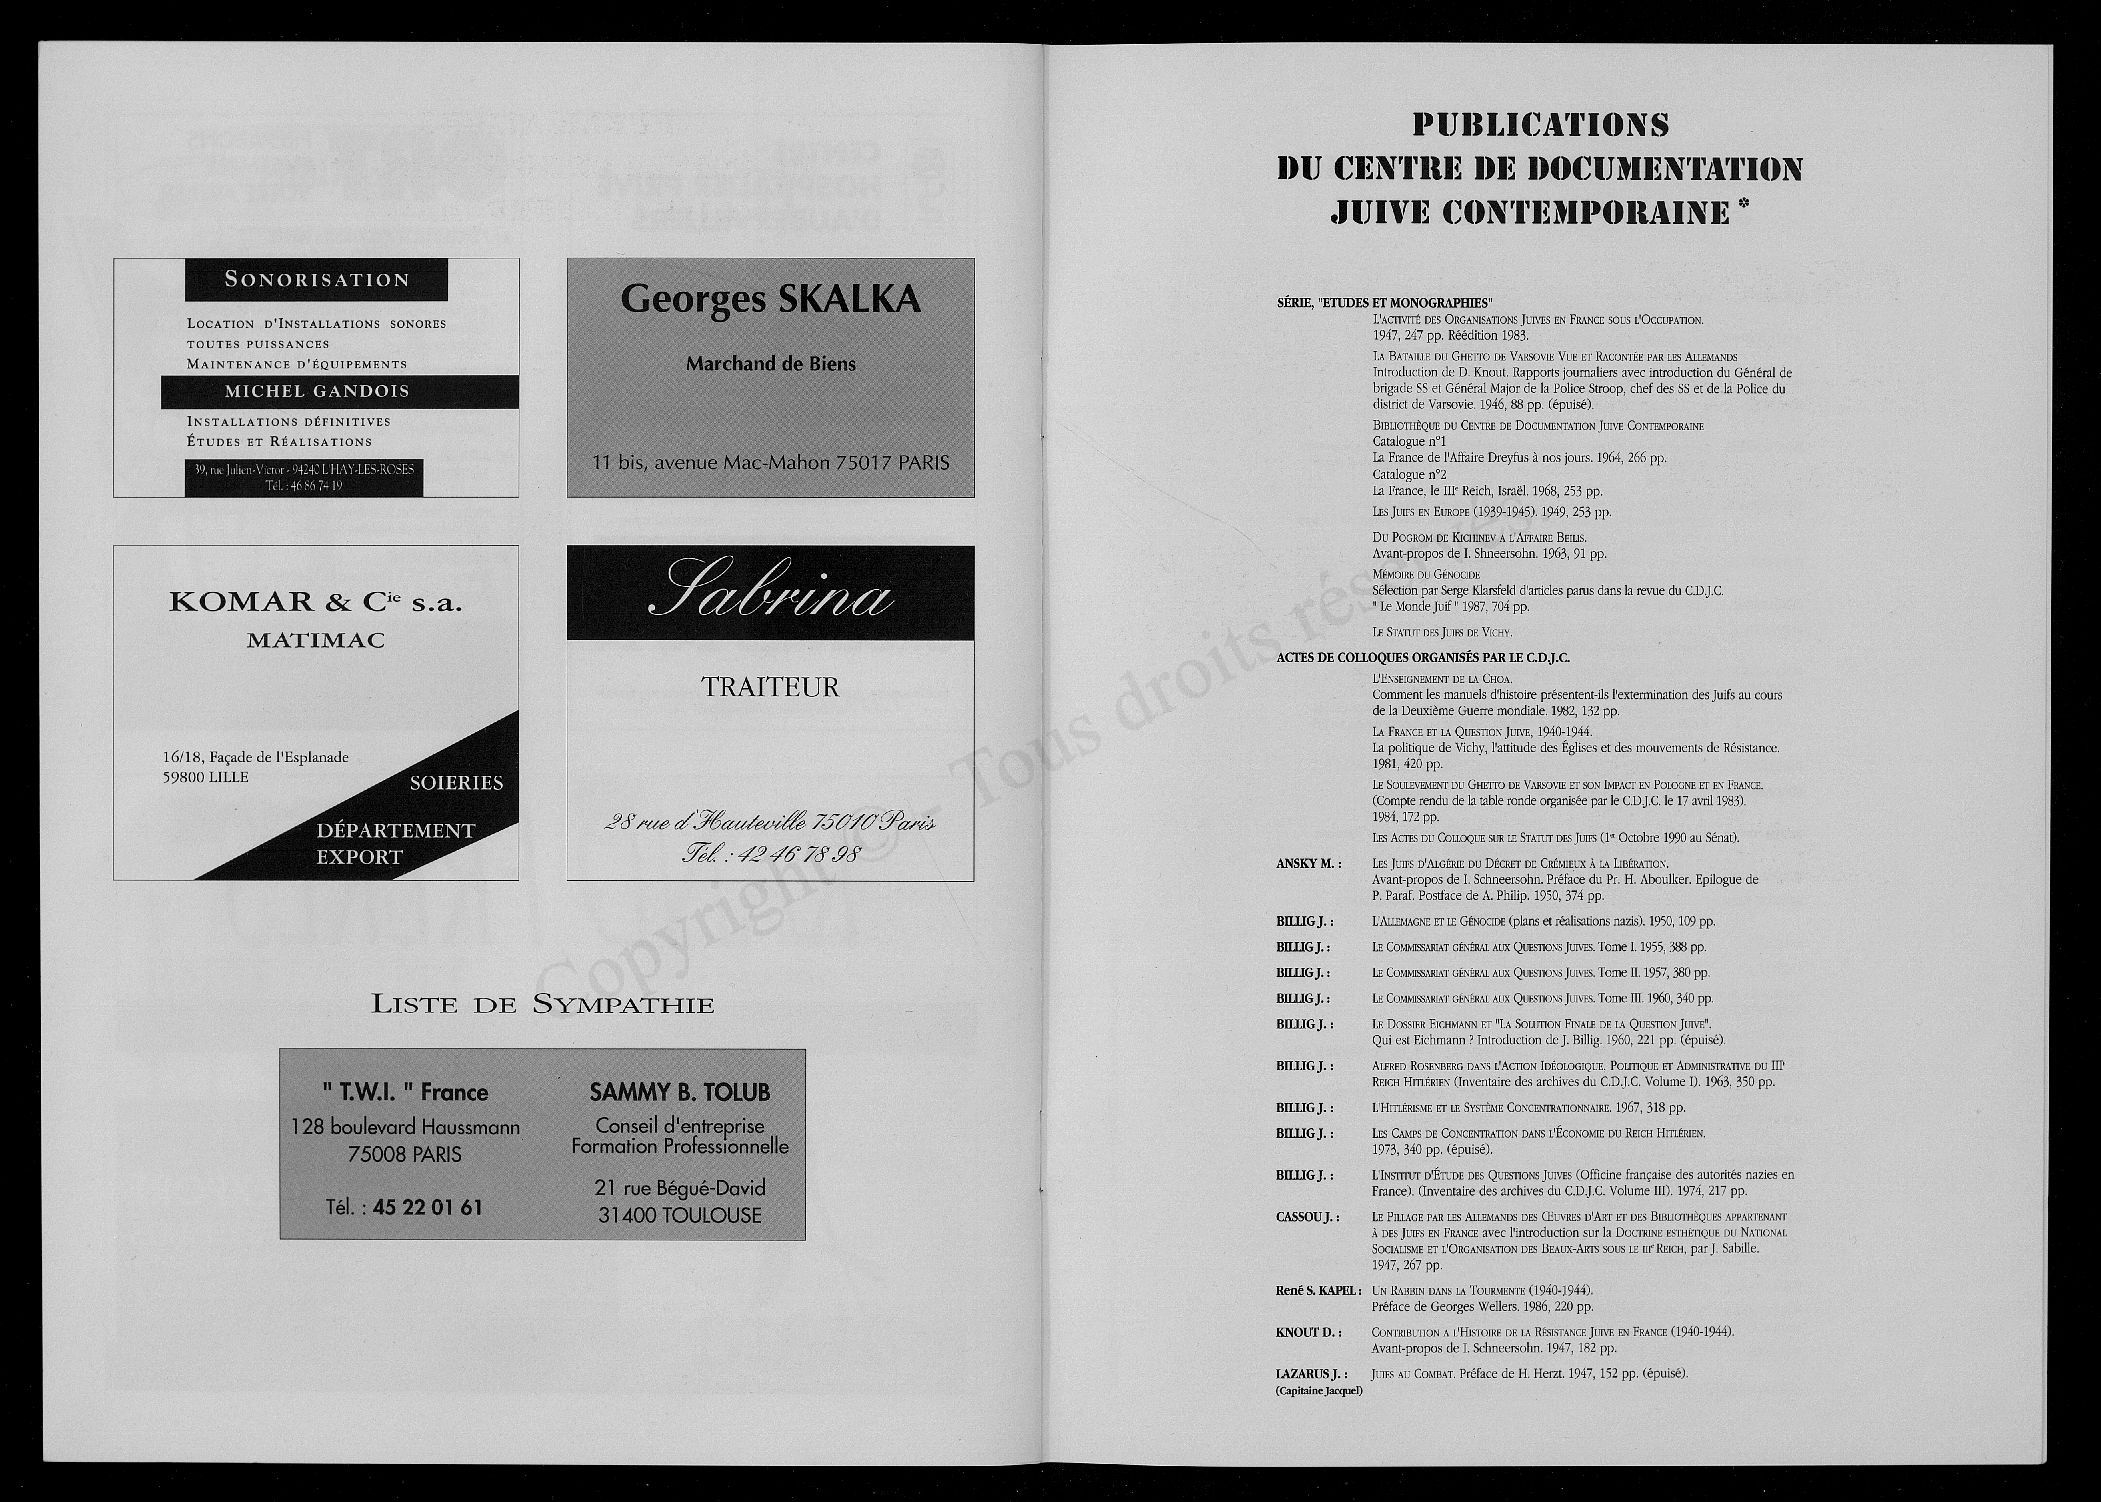 SONORISATION
LOCATION D'INSTALLATIONS SONORES
TOUTES PUISSANCES
MAINTENANCE D'ÉQUIPEMENTS
MICHEL GANDOIS
INSTALLATIONS DÉFINITIVES
ÉTUDES ET RÉALISATIONS
39, rue Julien-Victor - 94240 L'HAY-LES-ROSES
Tél. : 46 86 74 19
Georges SKALKA
Marchand de Biens
11 bis, avenue Mac-Mahon 75017 PARIS
KOMAR & Cie s.a.
MATIMAC
16/18, Façade de l'Esplanade
59800 LILLE
SOIERIES
DÉPARTEMENT
EXPORT
Sabrina
TRAITEUR
28 rue d'Hauteville 75010 Paris
Tél. : 42 46 78 98
LISTE DE SYMPATHIE
" T.W.I. " France
128 boulevard Haussmann
75008 PARIS
Tél. : 45 22 01 61
SAMMY B. TOLUB
Conseil d'entreprise
Formation Professionnelle
21 rue Bégué-David
31400 TOULOUSE
PUBLICATIONS
DU CENTRE DE DOCUMENTATION
JUIVE CONTEMPORAINE *
SÉRIE, "ETUDES ET MONOGRAPHIES"
L'ACTIVITÉ DES ORGANISATIONS JUIVES EN FRANCE SOUS L'OCCUPATION.
1947, 247 pp. Réédition 1983.
LA BATAILLE DU GHETTO DE VARSOVIE VUE ET RACONTÉE PAR LES ALLEMANDS
Introduction de D. Knout. Rapports journaliers avec introduction du Général de
brigade SS et Général Major de la Police Stroop, chef des SS et de la Police du
district de Varsovie. 1946, 88 pp. (épuisé).
BIBLIOTHÈQUE DU CENTRE DE DOCUMENTATION JUIVE CONTEMPORAINE
Catalogue n°1
La France de l'Affaire Dreyfus à nos jours. 1964, 266 pp.
Catalogue n°2
La France, le IIIe Reich, Israël. 1968, 253 pp.
LES JUIFS EN EUROPE (1939-1945). 1949, 253 pp.
DU POGROM DE KICHINEV A L'AFFAIRE BEILIS.
Avant-propos de I. Shneersohn. 1963, 91 pp.
MÉMOIRE DU GÉNOCIDE
Sélection par Serge Klarsfeld d'articles parus dans la revue du C.D.J.C.
" Le Monde Juif " 1987, 704 pp.
LE STATUT DES JUIFS DE VICHY.
ACTES DE COLLOQUES ORGANISÉS PAR LE C.D.J.C.
L'ENSEIGNEMENT DE LA CHOA.
Comment les manuels d'histoire présentent-ils l'extermination des Juifs au cours
de la Deuxième Guerre mondiale. 1982, 132 pp.
LA FRANCE ET LA QUESTION JUIVE, 1940-1944.
La politique de Vichy, l'attitude des Églises et des mouvements de Résistance.
1981, 420 pp.
LE SOULEVEMENT DU GHETTO DE VARSOVIE ET SON IMPACT EN POLOGNE ET EN FRANCE.
(Compte rendu de la table ronde organisée par le C.D.J.C. le 17 avril 1983).
1984, 172 pp.
LES ACTES DU COLLOQUE SUR LE STATUT DES JUIFS (1er Octobre 1990 au Sénat).
ANSKY M. : LES JUIFS D'ALGÉRIE DU DÉCRET DE CRÉMIEUX À LA LIBÉRATION.
Avant-propos de I. Schneersohn. Préface du Pr. H. Aboulker. Epilogue de
P. Paraf. Postface de A. Philip. 1950, 374 pp.
BILLIG J. : L'ALLEMAGNE ET LE GÉNOCIDE (plans et réalisations nazis). 1950, 109 pp.
BILLIG J. : LE COMMISSARIAT GÉNÉRAL AUX QUESTIONS JUIVES. Tome I. 1955, 388 pp.
BILLIG J. : LE COMMISSARIAT GÉNÉRAL AUX QUESTIONS JUIVES. Tome II. 1957, 380 pp.
BILLIG J. : LE COMMISSARIAT GÉNÉRAL AUX QUESTIONS JUIVES. Tome III. 1960, 340 pp.
BILLIG J. : LE DOSSIER EICHMANN ET "LA SOLUTION FINALE DE LA QUESTION JUIVE".
Qui est Eichmann ? Introduction de J. Billig. 1960, 221 pp. (épuisé).
BILLIG J. : ALFRED ROSENBERG DANS L'ACTION IDÉOLOGIQUE, POLITIQUE ET ADMINISTRATIVE DU IIIe
REICH HITLÉRIEN (Inventaire des archives du C.D.J.C. Volume I). 1963, 350 pp.
BILLIG J. : L'HITLÉRISME ET LE SYSTÈME CONCENTRATIONNAIRE. 1967, 318 pp.
BILLIG J. : LES CAMPS DE CONCENTRATION DANS L'ÉCONOMIE DU REICH HITLÉRIEN.
1973, 340 pp. (épuisé).
BILLIG J. : L'INSTITUT D'ÉTUDE DES QUESTIONS JUIVES (Officine française des autorités nazies en
France). (Inventaire des archives du C.D.J.C. Volume III). 1974, 217 pp.
CASSOU J. : LE PILLAGE PAR LES ALLEMANDS DES ŒUVRES D'ART ET DES BIBLIOTHÈQUES APPARTENANT
À DES JUIFS EN FRANCE avec l'introduction sur la DOCTRINE ESTHÉTIQUE DU NATIONAL
SOCIALISME ET L'ORGANISATION DES BEAUX-ARTS SOUS LE IIIe REICH, par J. Sabille.
1947, 267 pp.
René S. KAPEL : UN RABBIN DANS LA TOURMENTE (1940-1944).
Préface de Georges Wellers. 1986, 220 pp.
KNOUT D. : CONTRIBUTION A L'HISTOIRE DE LA RÉSISTANCE JUIVE EN FRANCE (1940-1944).
Avant-propos de I. Schneersohn. 1947, 182 pp.
LAZARUS J. : JUIFS AU COMBAT. Préface de H. Herzt. 1947, 152 pp. (épuisé).
(Capitaine Jacquel)
Copyright © - Tous droits réservés.